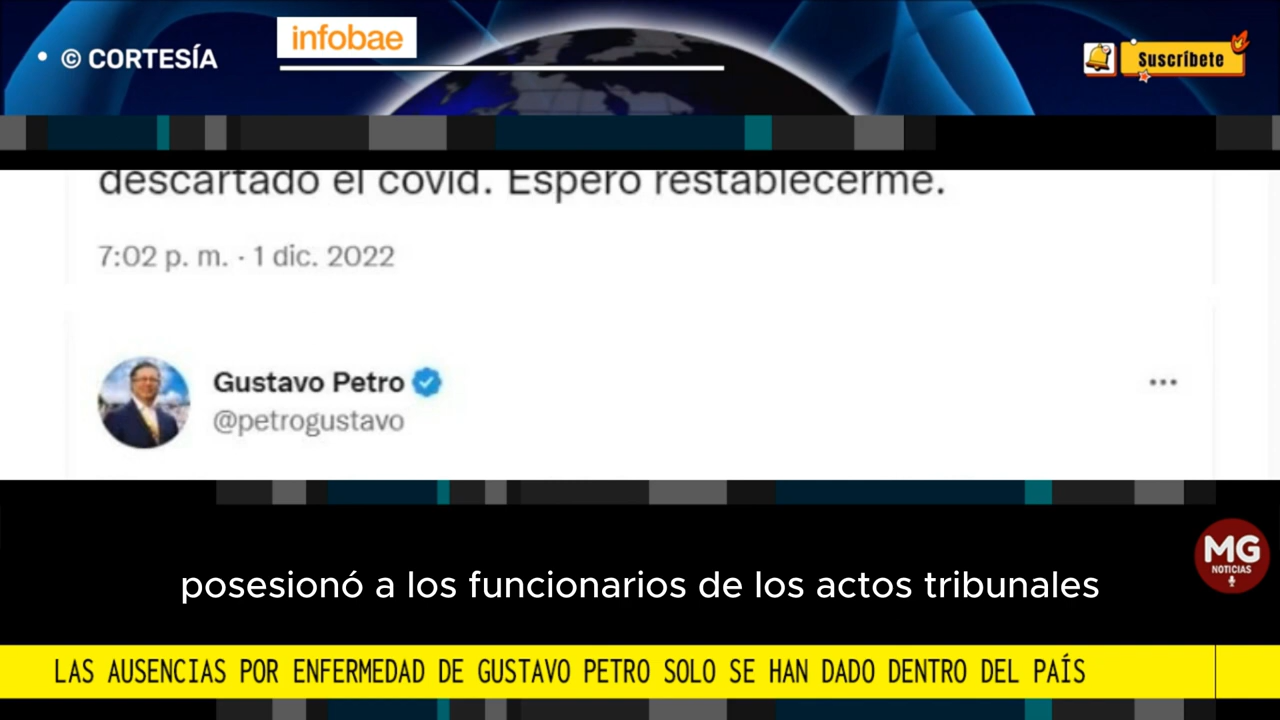 © CORTESÍA
infobae
Suscríbete
descartado el covid. Espero restablecerme.
7:02 p. m. · 1 dic. 2022
Gustavo Petro
@petrogustavo
MG
NOTICIAS
posesionó a los funcionarios de los actos tribunales
LAS AUSENCIAS POR ENFERMEDAD DE GUSTAVO PETRO SOLO SE HAN DADO DENTRO DEL PAÍS